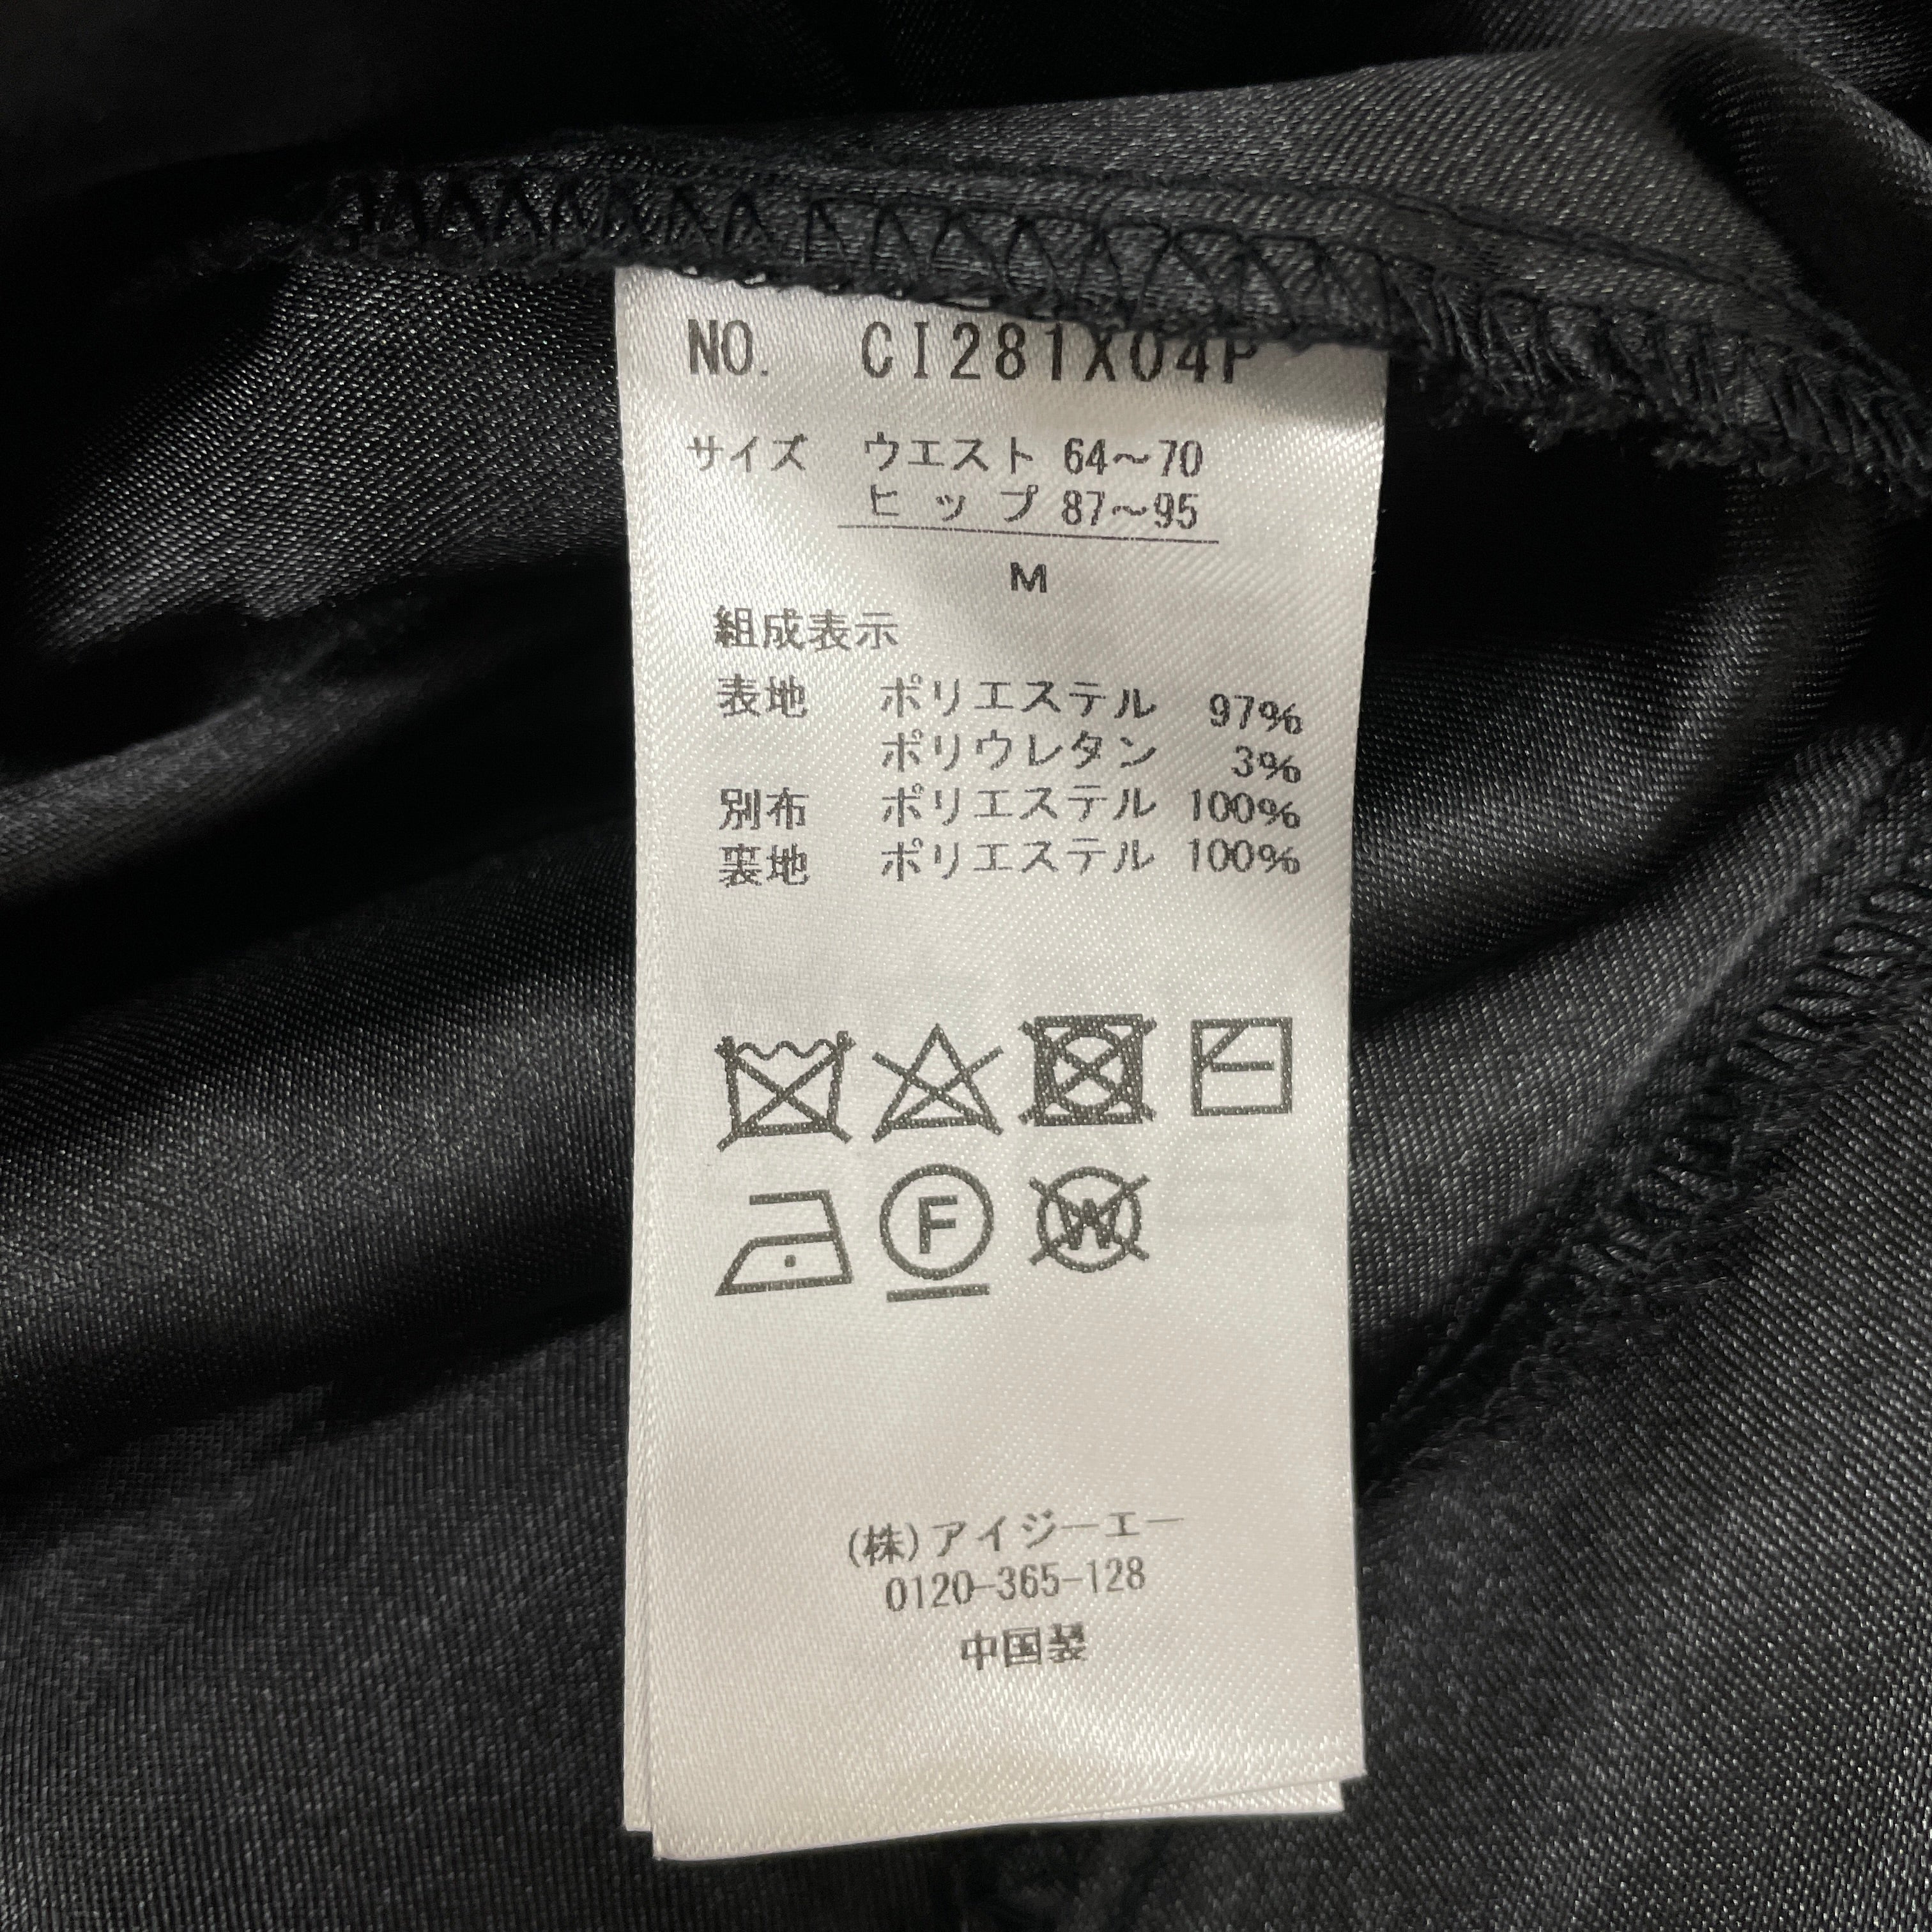 NO. CI281X04P
サイズ ウエスト 64〜70
ヒップ 87〜95
M
組成表示
表地 ポリエステル 97%
ポリウレタン 3%
別布 ポリエステル 100%
裏地 ポリエステル 100%
F W
(株)アイジーエー
0120-365-128
中国製